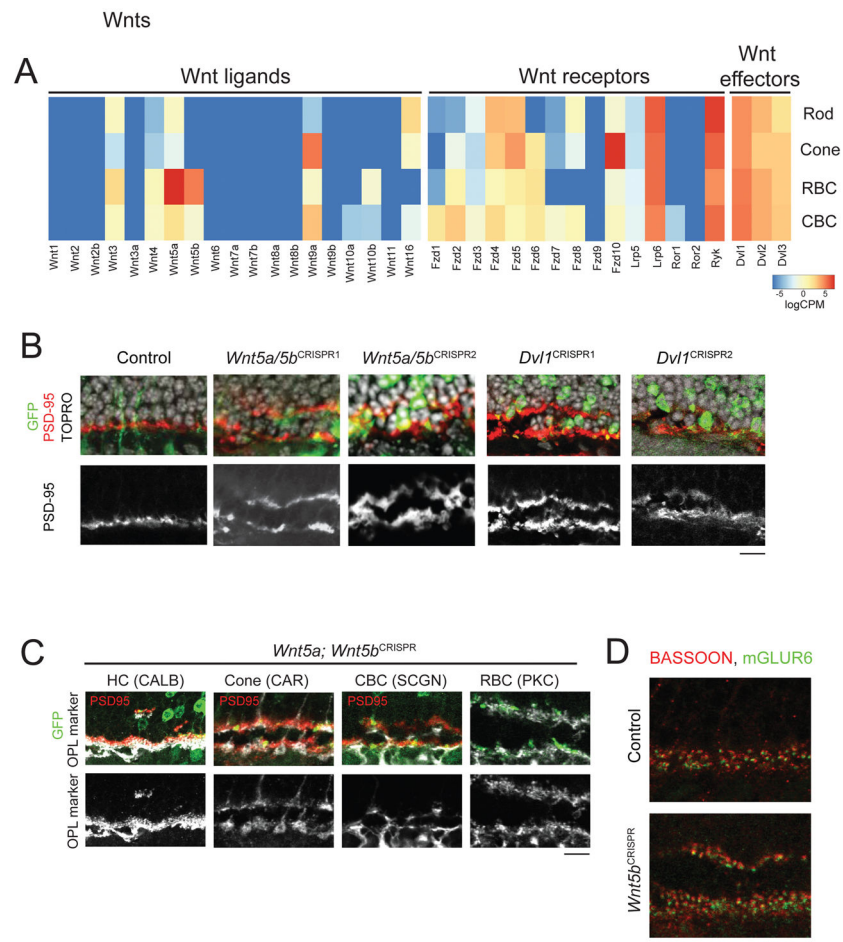 Wnts
A
Wnt ligands
Wnt receptors
Wnt effectors
Rod
Cone
RBC
CBC
Wnt1
Wnt2
Wnt2b
Wnt3
Wnt3a
Wnt4
Wnt5a
Wnt5b
Wnt6
Wnt7a
Wnt7b
Wnt8a
Wnt8b
Wnt9a
Wnt9b
Wnt10a
Wnt10b
Wnt11
Wnt16
Fzd1
Fzd2
Fzd3
Fzd4
Fzd5
Fzd6
Fzd7
Fzd8
Fzd9
Fzd10
Lrp5
Lrp6
Ror1
Ror2
Ryk
Dvl1
Dvl2
Dvl3
-5 0 5
logCPM
B
Control
Wnt5a/5bCRISPR1
Wnt5a/5bCRISPR2
Dvl1CRISPR1
Dvl1CRISPR2
GFP
PSD-95
TOPRO
PSD-95
C
Wnt5a; Wnt5bCRISPR
HC (CALB)
Cone (CAR)
CBC (SCGN)
RBC (PKC)
GFP
OPL marker
PSD95
PSD95
PSD95
OPL marker
D
BASSOON, mGLUR6
Control
Wnt5bCRISPR